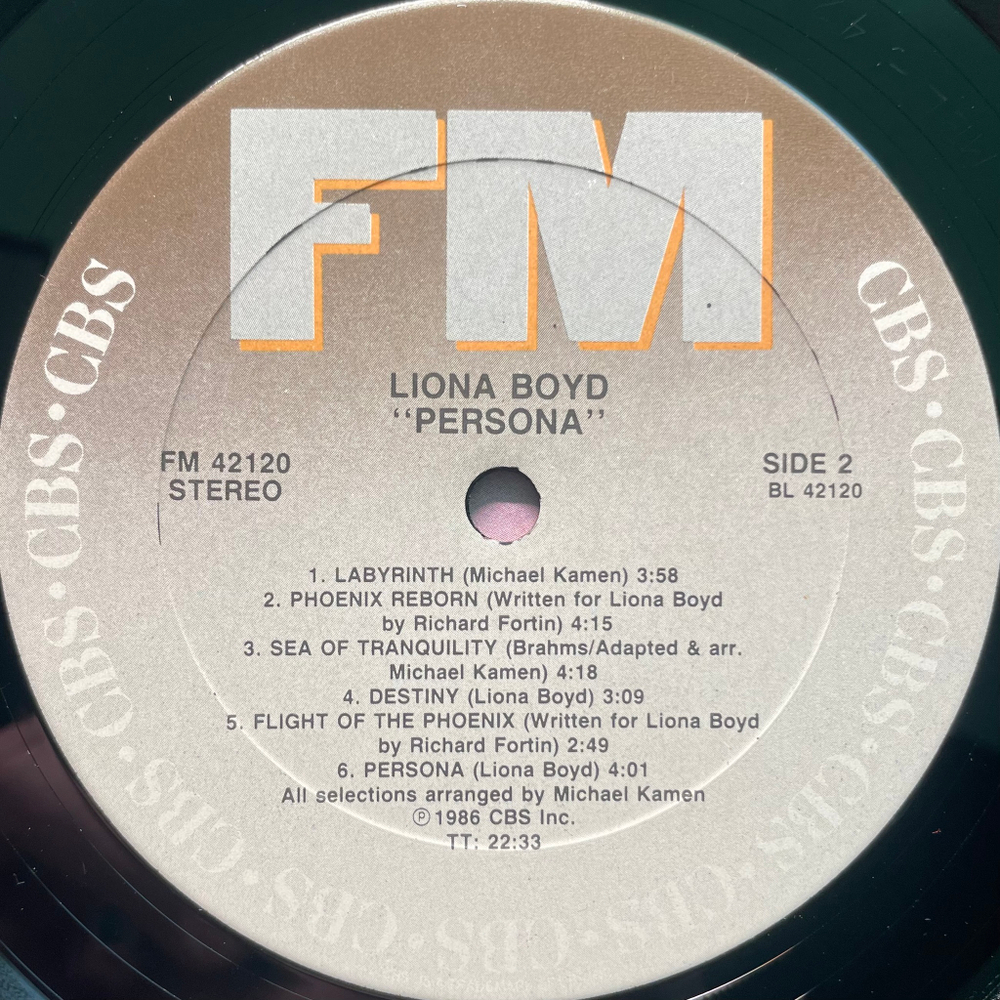 FM
LIONA BOYD
“PERSONA”
FM 42120
STEREO
SIDE 2
BL 42120
1. LABYRINTH (Michael Kamen) 3:58
2. PHOENIX REBORN (Written for Liona Boyd
by Richard Fortin) 4:15
3. SEA OF TRANQUILITY (Brahms/Adapted & arr.
Michael Kamen) 4:18
4. DESTINY (Liona Boyd) 3:09
5. FLIGHT OF THE PHOENIX (Written for Liona Boyd
by Richard Fortin) 2:49
6. PERSONA (Liona Boyd) 4:01
All selections arranged by Michael Kamen
Ⓟ 1986 CBS Inc.
TT: 22:33
CBS • CBS • CBS • CBS • CBS • CBS • CBS • CBS • CBS • CBS • CBS • CBS • CBS • CBS • CBS